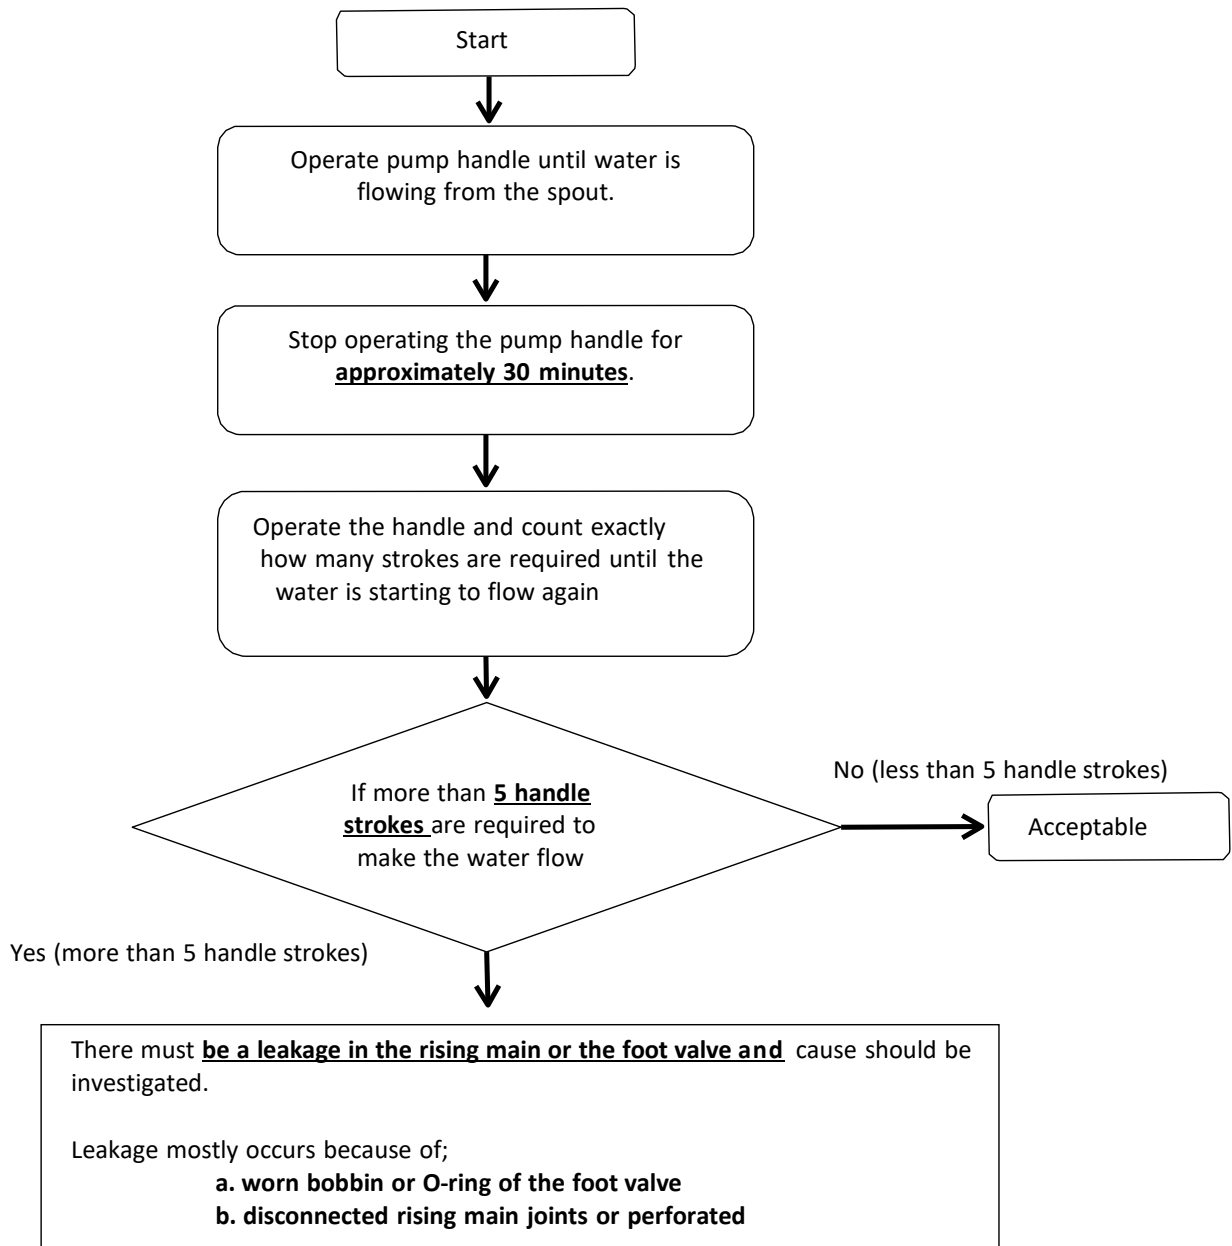 Start
Operate pump handle until water is
flowing from the spout.
Stop operating the pump handle for
approximately 30 minutes.
Operate the handle and count exactly
how many strokes are required until the
water is starting to flow again
If more than 5 handle
strokes are required to
make the water flow
No (less than 5 handle strokes)
Acceptable
Yes (more than 5 handle strokes)
There must be a leakage in the rising main or the foot valve and cause should be
investigated.
Leakage mostly occurs because of;
a. worn bobbin or O-ring of the foot valve
b. disconnected rising main joints or perforated